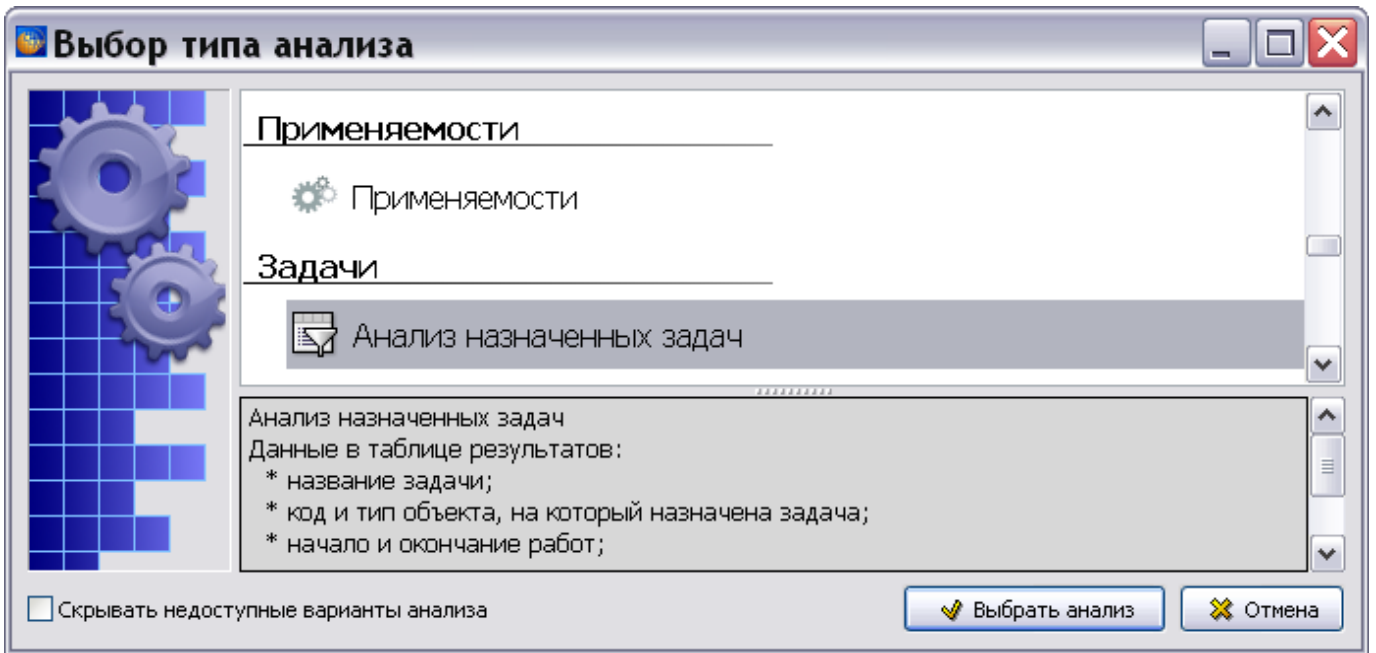 Выбор типа анализа
Применяемости
Применяемости
Задачи
Анализ назначенных задач
Анализ назначенных задач
Данные в таблице результатов:
* название задачи;
* код и тип объекта, на который назначена задача;
* начало и окончание работ;
Скрывать недоступные варианты анализа
Выбрать анализ
Отмена